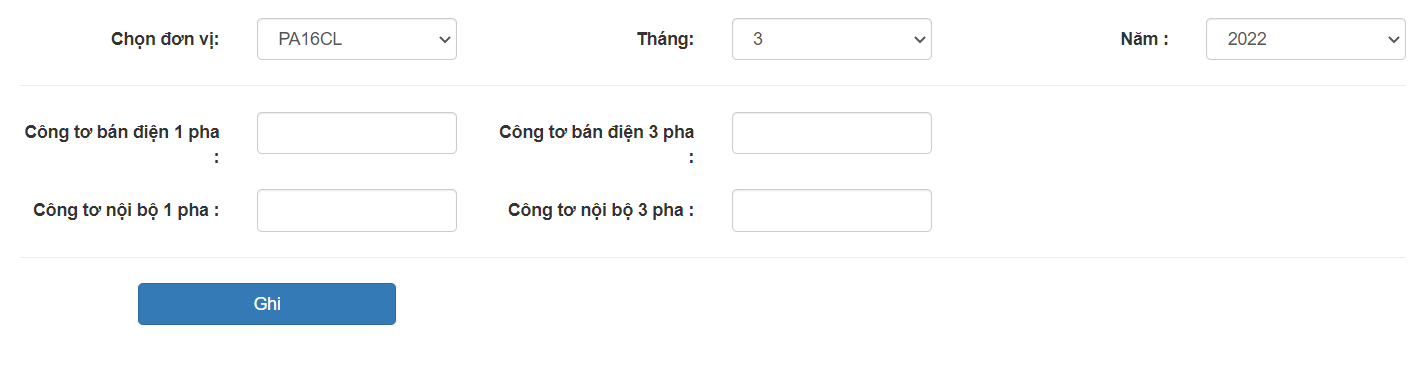 Chọn đơn vị: PA16CL Tháng: 3 Năm : 2022
Công tơ bán điện 1 pha : Công tơ bán điện 3 pha :
Công tơ nội bộ 1 pha : Công tơ nội bộ 3 pha :
Ghi